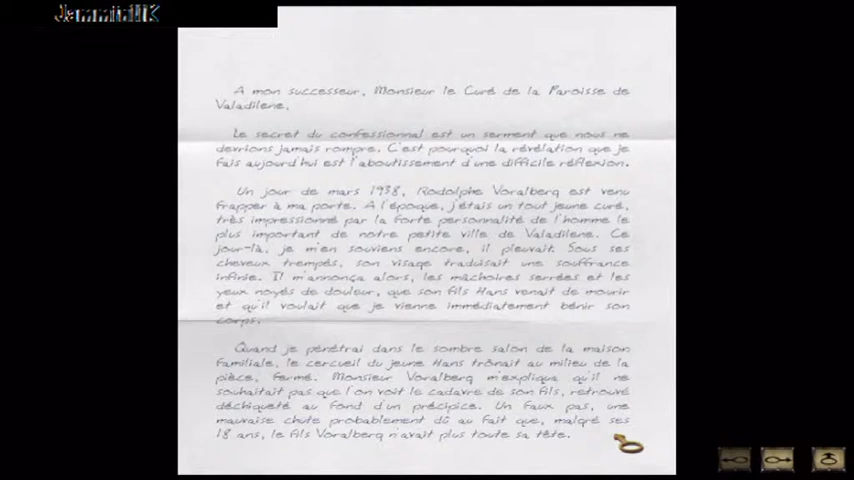 JamminHK
A mon successeur, Monsieur le Curé de la Paroisse de
Valadilene,
Le secret du confessionnal est un serment que nous ne
devrions jamais rompre. C'est pourquoi la révélation que je
fais aujourd'hui est l'aboutissement d'une difficile réflexion.
Un jour de mars 1938, Rodolphe Voralberg est venu
frapper à ma porte. A l'époque, j'étais un tout jeune curé,
très impressionné par la forte personnalité de l'homme le
plus important de notre petite ville de Valadilene. Ce
jour-là, je m'en souviens encore, il pleuvait. Sous ses
cheveux trempés, son visage traduisait une souffrance
infinie. Il m'annonça alors, les mâchoires serrées et les
yeux noyés de douleur, que son fils Hans venait de mourir
et qu'il voulait que je vienne immédiatement bénir son
corps.
Quand je pénétrai dans le sombre salon de la maison
familiale, le cercueil du jeune Hans trônait au milieu de la
pièce, fermé. Monsieur Voralberg m'expliqua qu'il ne
souhaitait pas que l'on voit le cadavre de son fils, retrouvé
déchiqueté au fond d'un précipice. Un faux pas, une
mauvaise chute probablement dû au fait que, malgré ses
18 ans, le fils Voralberg n'avait plus toute sa tête.